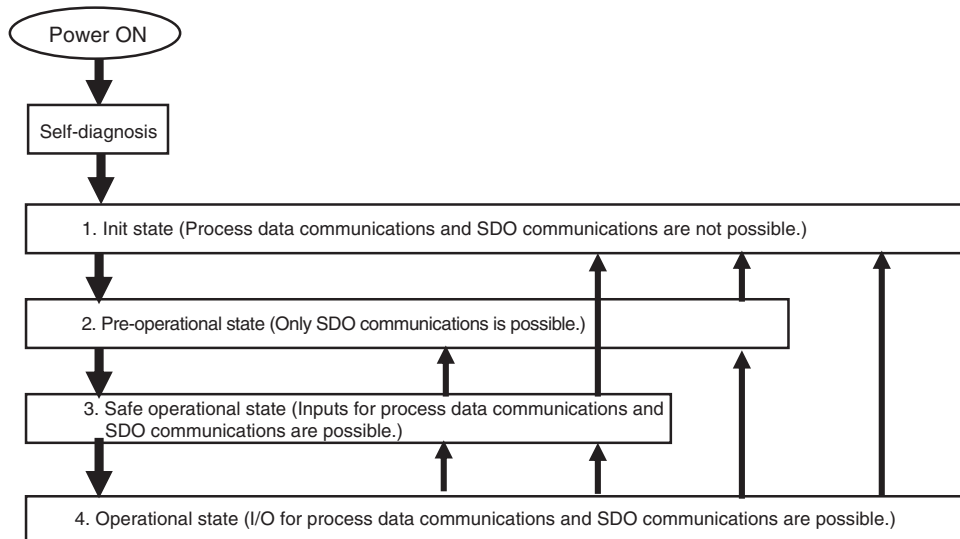 Power ON
Self-diagnosis
1. Init state (Process data communications and SDO communications are not possible.)
2. Pre-operational state (Only SDO communications is possible.)
3. Safe operational state (Inputs for process data communications and
SDO communications are possible.)
4. Operational state (I/O for process data communications and SDO communications are possible.)